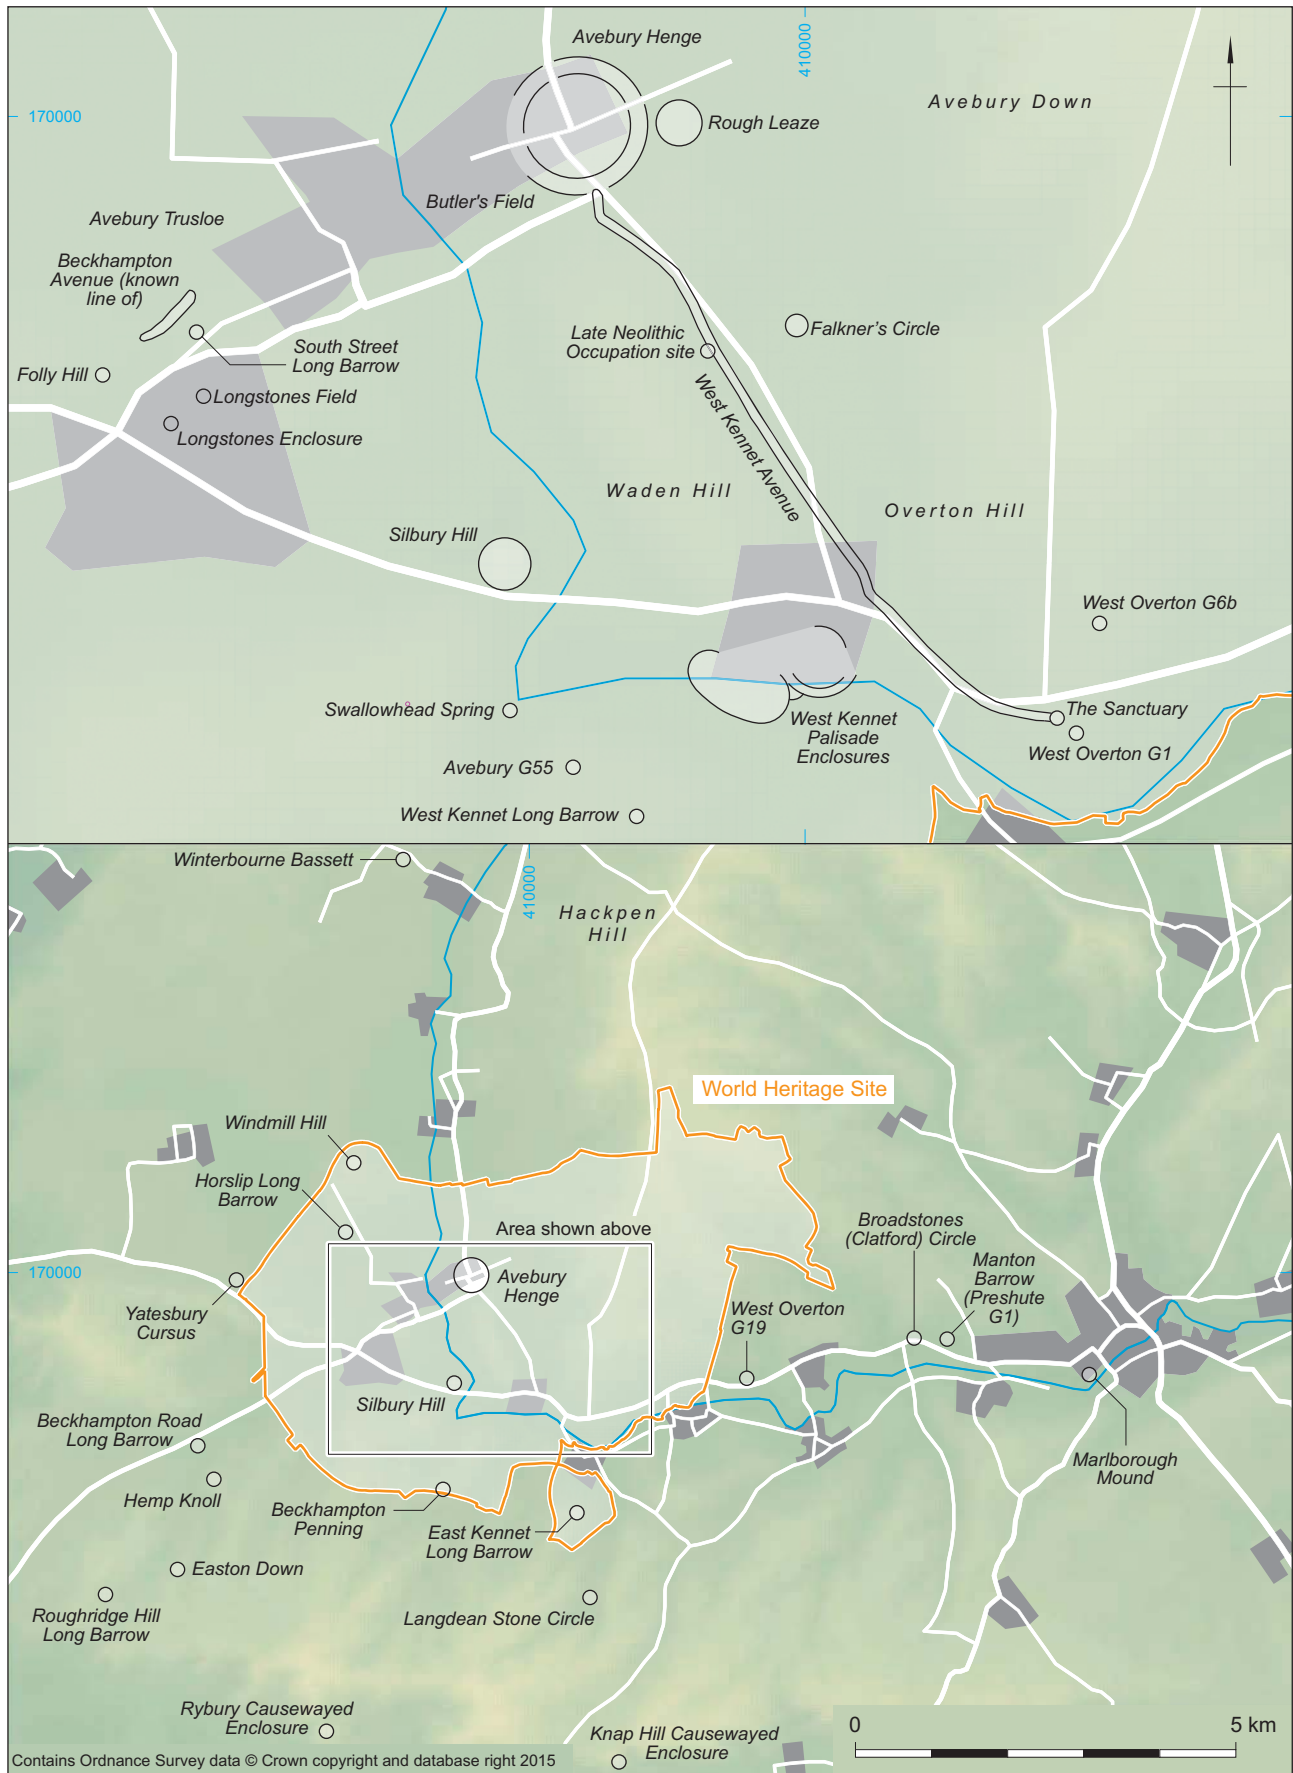 Avebury Henge
410000
170000
Avebury Down
Rough Leaze
Butler's Field
Avebury Trusloe
Beckhampton
Avenue (known
line of)
South Street
Long Barrow
Late Neolithic
Occupation site
Falkner's Circle
Folly Hill
Longstones Field
Longstones Enclosure
West Kennet Avenue
Waden Hill
Overton Hill
Silbury Hill
West Overton G6b
Swallowhead Spring
The Sanctuary
West Kennet
Palisade
Enclosures
West Overton G1
Avebury G55
West Kennet Long Barrow
Winterbourne Bassett
410000
Hackpen
Hill
World Heritage Site
Windmill Hill
Horslip Long
Barrow
Area shown above
Broadstones
(Clatford) Circle
Manton
Barrow
(Preshute
G1)
170000
Avebury
Henge
Yatesbury
Cursus
West Overton
G19
Silbury Hill
Beckhampton Road
Long Barrow
Marlborough
Mound
Hemp Knoll
Beckhampton
Penning
East Kennet
Long Barrow
Easton Down
Roughridge Hill
Long Barrow
Langdean Stone Circle
Rybury Causewayed
Enclosure
Knap Hill Causewayed
Enclosure
0
5 km
Contains Ordnance Survey data © Crown copyright and database right 2015